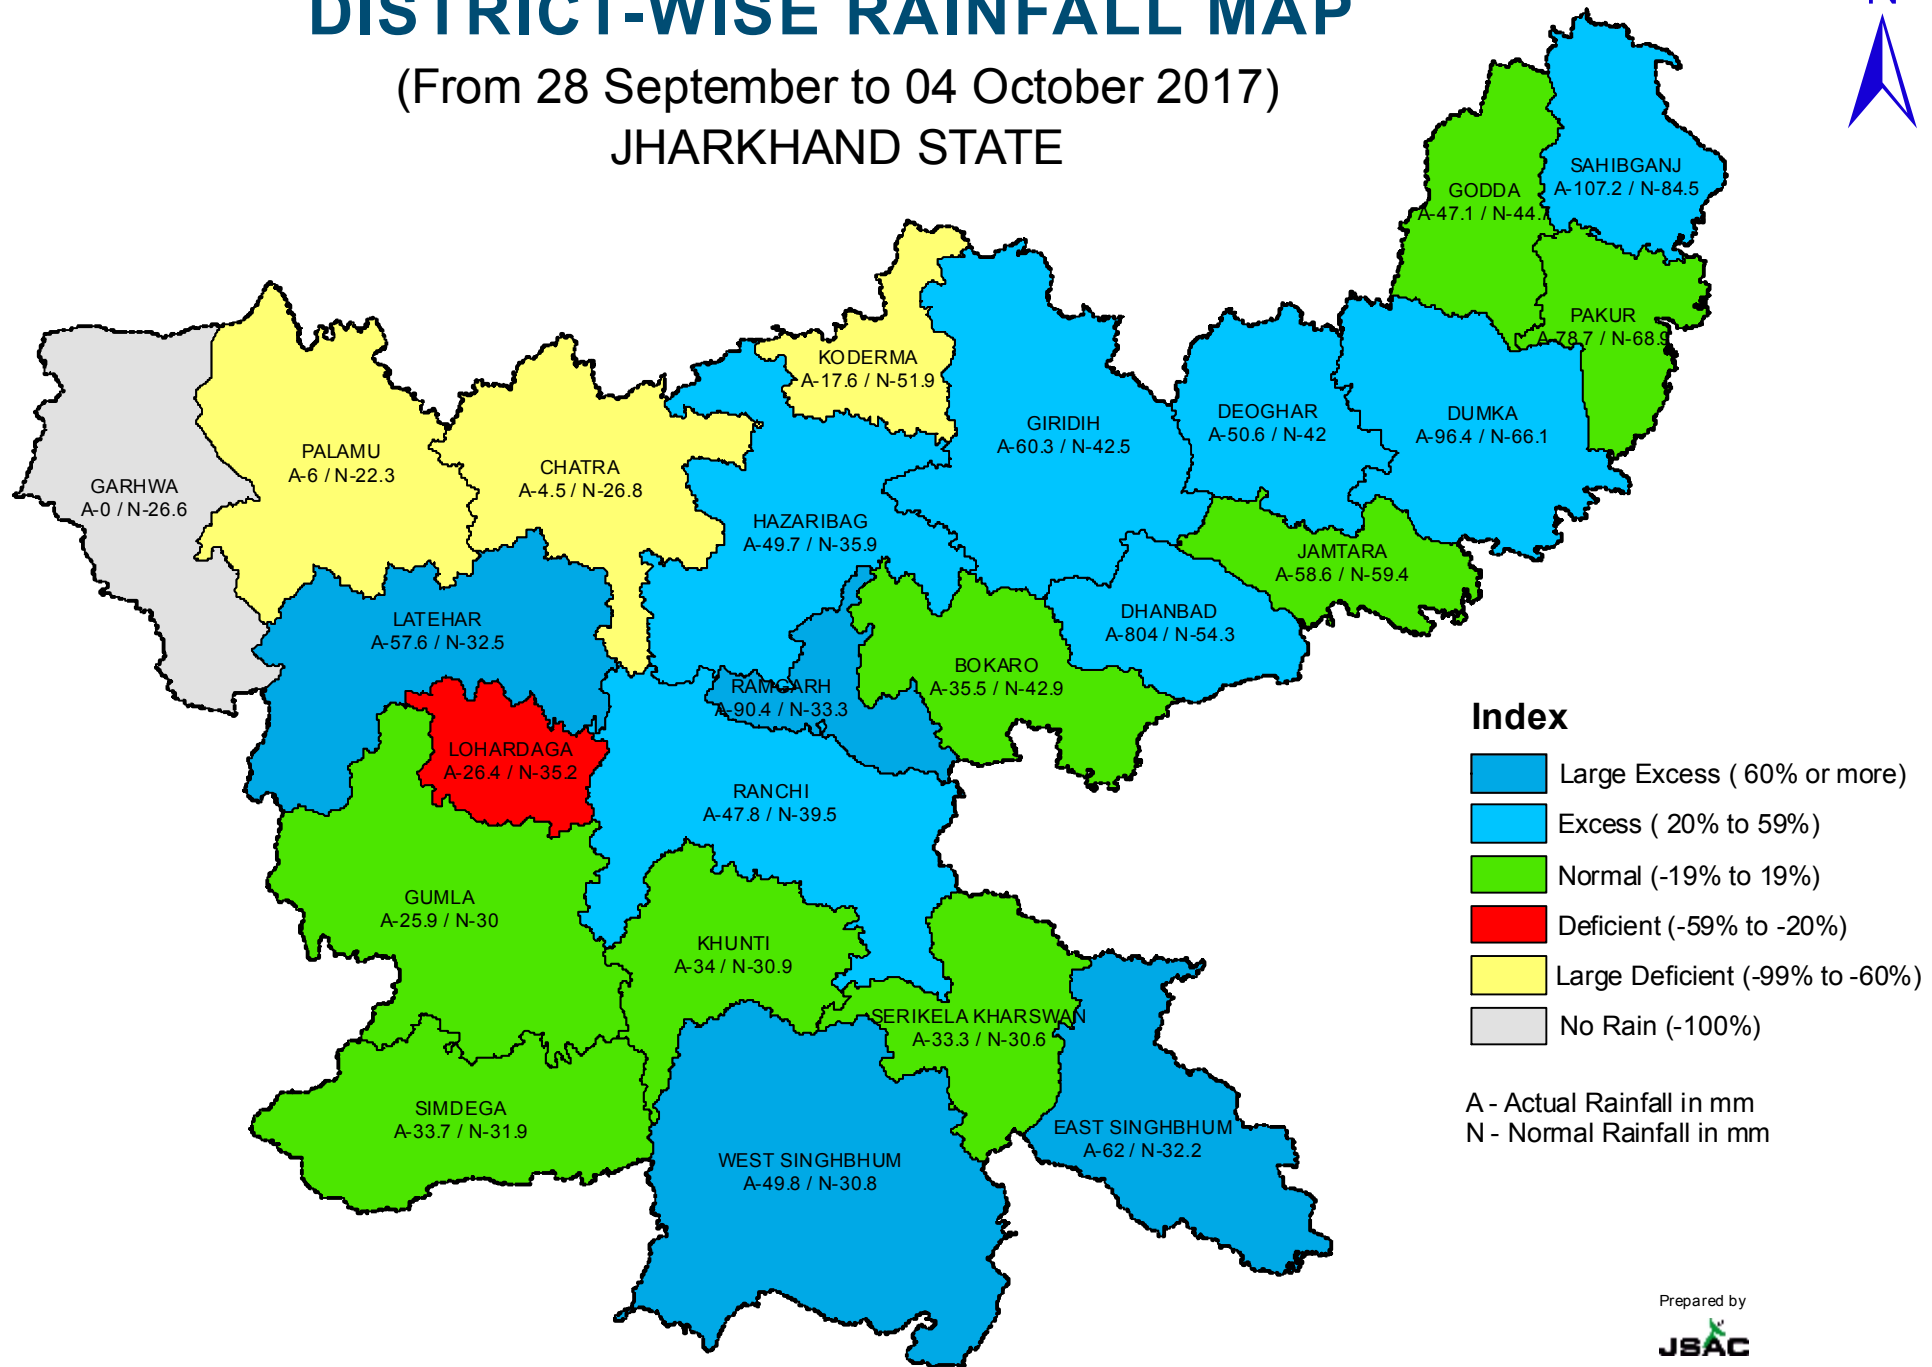 DISTRICT-WISE RAINFALL MAP
(From 28 September to 04 October 2017)
JHARKHAND STATE
N
SAHIBGANJ
A-107.2 / N-84.5
GODDA
A-47.1 / N-44.7
PAKUR
A-78.7 / N-68.9
KODERMA
A-17.6 / N-51.9
GIRIDIH
A-60.3 / N-42.5
DEOGHAR
A-50.6 / N-42
DUMKA
A-96.4 / N-66.1
PALAMU
A-6 / N-22.3
CHATRA
A-4.5 / N-26.8
GARHWA
A-0 / N-26.6
HAZARIBAG
A-49.7 / N-35.9
JAMTARA
A-58.6 / N-59.4
LATEHAR
A-57.6 / N-32.5
DHANBAD
A-804 / N-54.3
BOKARO
A-35.5 / N-42.9
RAMGARH
A-90.4 / N-33.3
LOHARDAGA
A-26.4 / N-35.2
RANCHI
A-47.8 / N-39.5
GUMLA
A-25.9 / N-30
KHUNTI
A-34 / N-30.9
SERIKELA KHARSWAN
A-33.3 / N-30.6
SIMDEGA
A-33.7 / N-31.9
EAST SINGHBHUM
A-62 / N-32.2
WEST SINGHBHUM
A-49.8 / N-30.8
Index
Large Excess ( 60% or more)
Excess ( 20% to 59%)
Normal (-19% to 19%)
Deficient (-59% to -20%)
Large Deficient (-99% to -60%)
No Rain (-100%)
A - Actual Rainfall in mm
N - Normal Rainfall in mm
Prepared by
JSAC